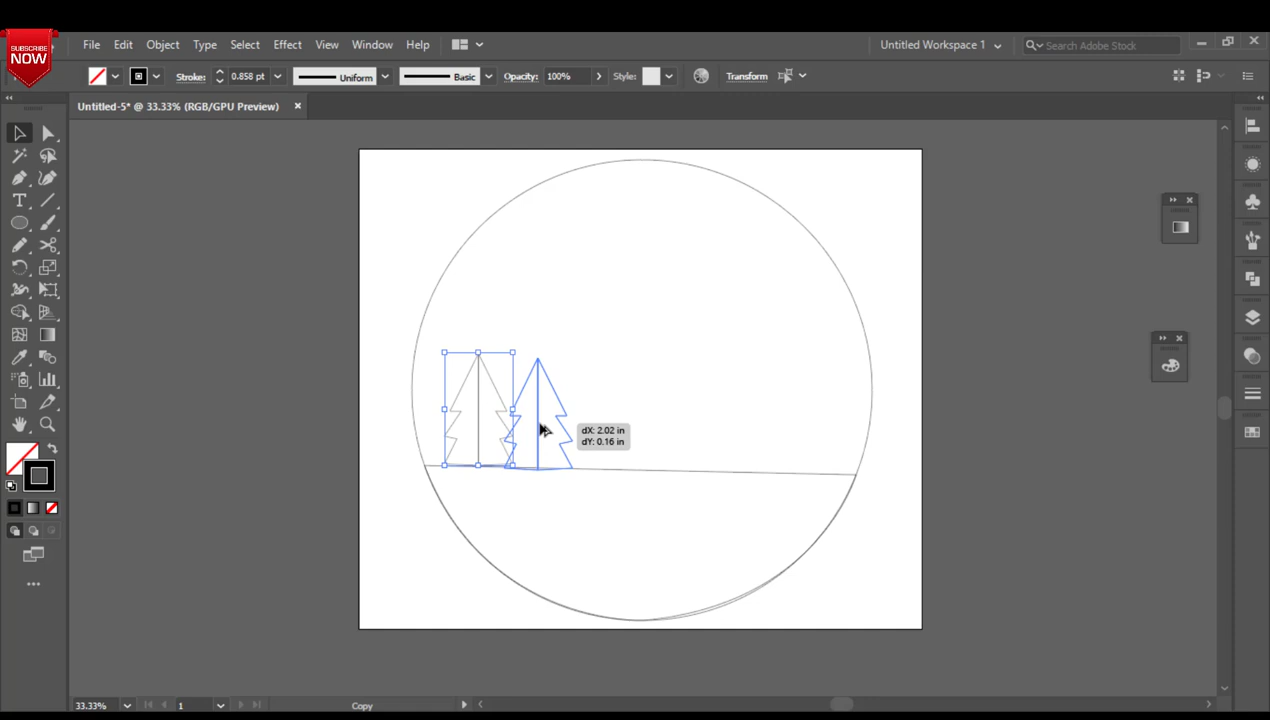 SUBSCRIBE
NOW
File Edit Object Type Select Effect View Window Help
Untitled Workspace 1
Search Adobe Stock
Stroke: 0.858 pt Uniform Basic Opacity: 100% Style: Transform
Untitled-5* @ 33.33% (RGB/GPU Preview)
dX: 2.02 in
dY: 0.16 in
33.33% 1 Copy